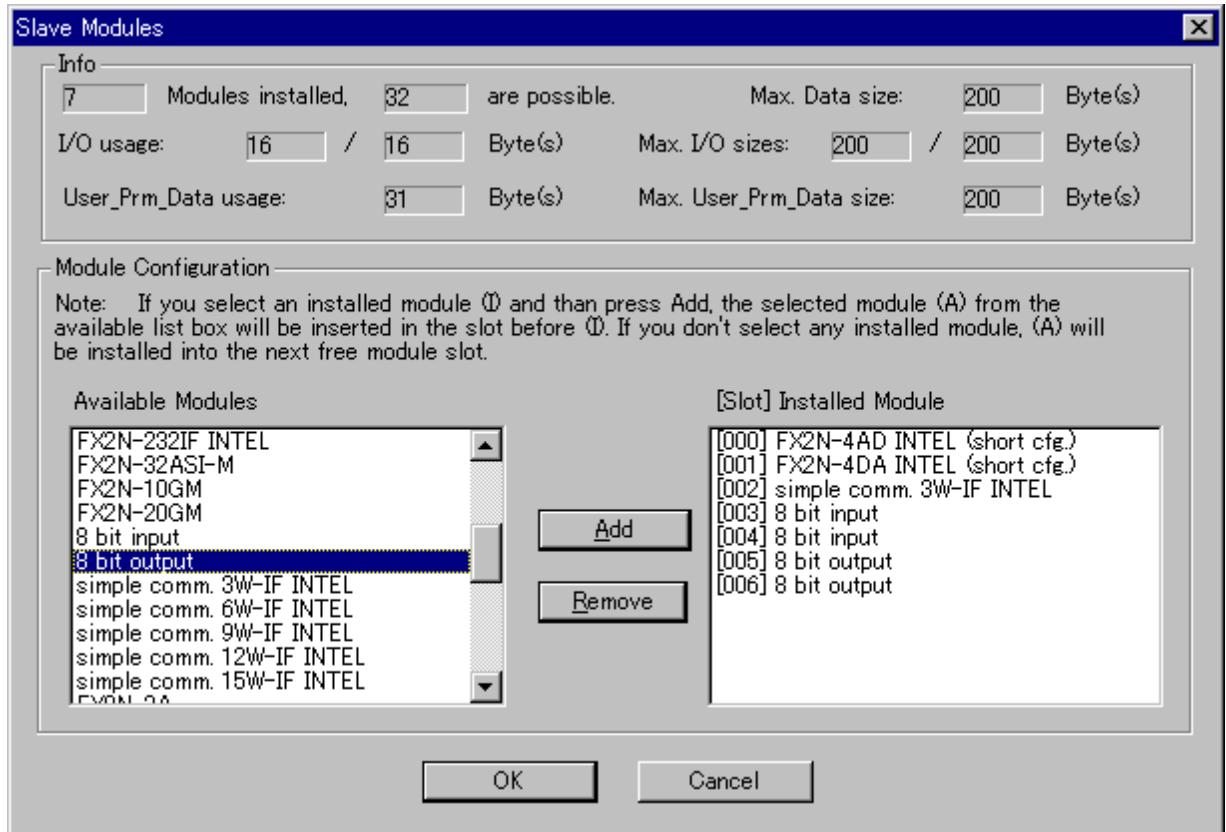 Slave Modules
Info
7 Modules installed, 32 are possible. Max. Data size: 200 Byte(s)
I/O usage: 16 / 16 Byte(s) Max. I/O sizes: 200 / 200 Byte(s)
User_Prm_Data usage: 31 Byte(s) Max. User_Prm_Data size: 200 Byte(s)
Module Configuration
Note: If you select an installed module (I) and than press Add, the selected module (A) from the
available list box will be inserted in the slot before (I). If you don't select any installed module, (A) will
be installed into the next free module slot.
Available Modules
FX2N-232IF INTEL
FX2N-32ASI-M
FX2N-10GM
FX2N-20GM
8 bit input
8 bit output
simple comm. 3W-IF INTEL
simple comm. 6W-IF INTEL
simple comm. 9W-IF INTEL
simple comm. 12W-IF INTEL
simple comm. 15W-IF INTEL
Add
Remove
[Slot] Installed Module
[000] FX2N-4AD INTEL (short cfg.)
[001] FX2N-4DA INTEL (short cfg.)
[002] simple comm. 3W-IF INTEL
[003] 8 bit input
[004] 8 bit input
[005] 8 bit output
[006] 8 bit output
OK Cancel